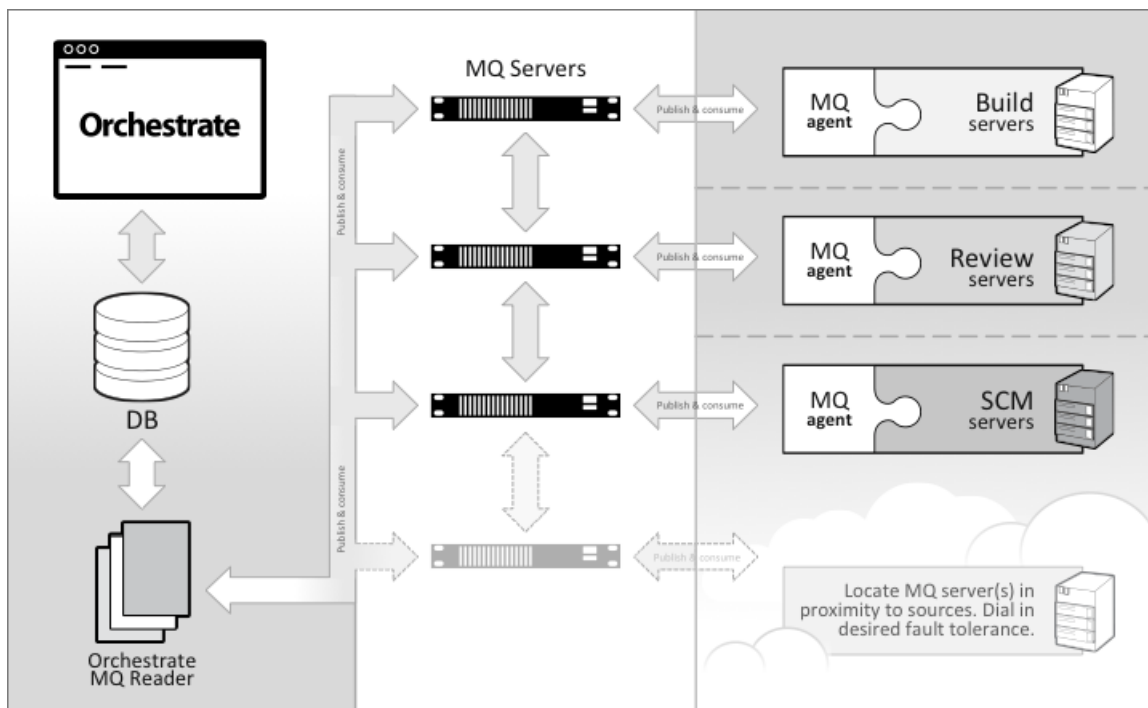 Orchestrate
DB
Orchestrate
MQ Reader
Publish & consume
Publish & consume
MQ Servers
Publish & consume
Publish & consume
Publish & consume
Publish & consume
MQ
agent
Build
servers
MQ
agent
Review
servers
MQ
agent
SCM
servers
Locate MQ server(s) in
proximity to sources. Dial in
desired fault tolerance.